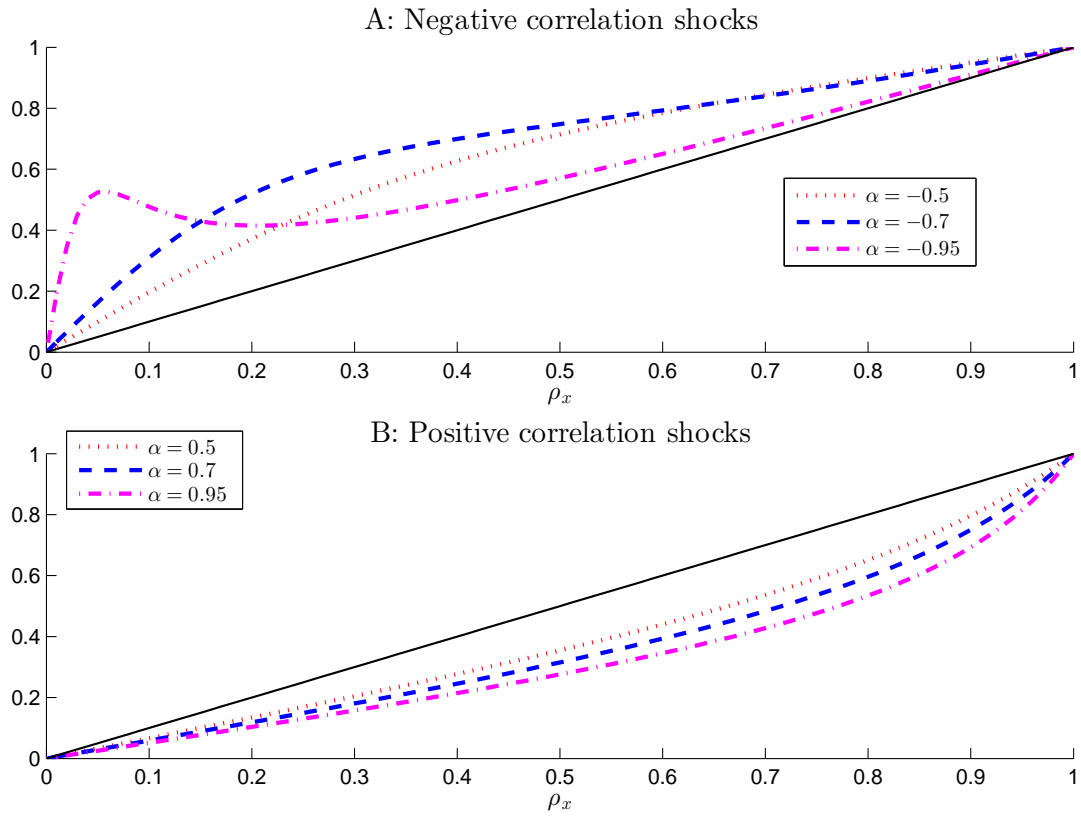 A: Negative correlation shocks
1
0.8
0.6
0.4
0.2
0
α = −0.5
α = −0.7
α = −0.95
0 0.1 0.2 0.3 0.4 0.5 0.6 0.7 0.8 0.9 1
ρₓ
B: Positive correlation shocks
α = 0.5
α = 0.7
α = 0.95
1
0.8
0.6
0.4
0.2
0
0 0.1 0.2 0.3 0.4 0.5 0.6 0.7 0.8 0.9 1
ρₓ